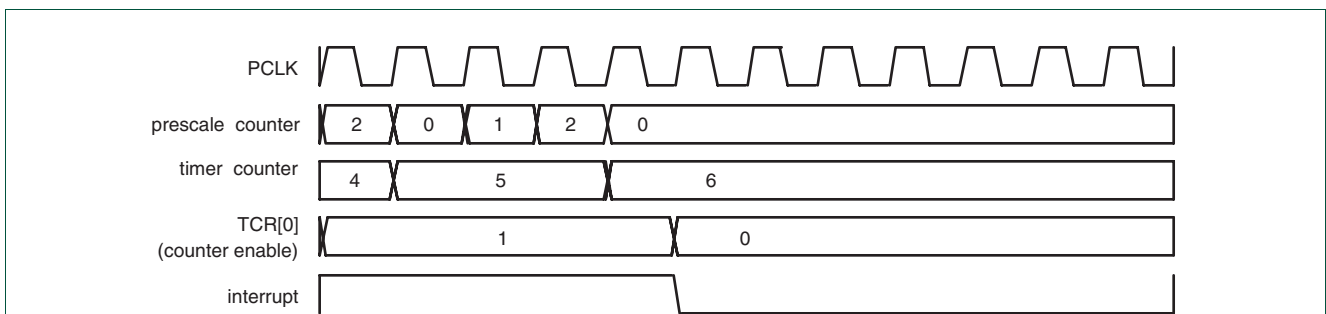 PCLK
prescale counter 2 0 1 2 0
timer counter 4 5 6
TCR[0]
(counter enable) 1 0
interrupt